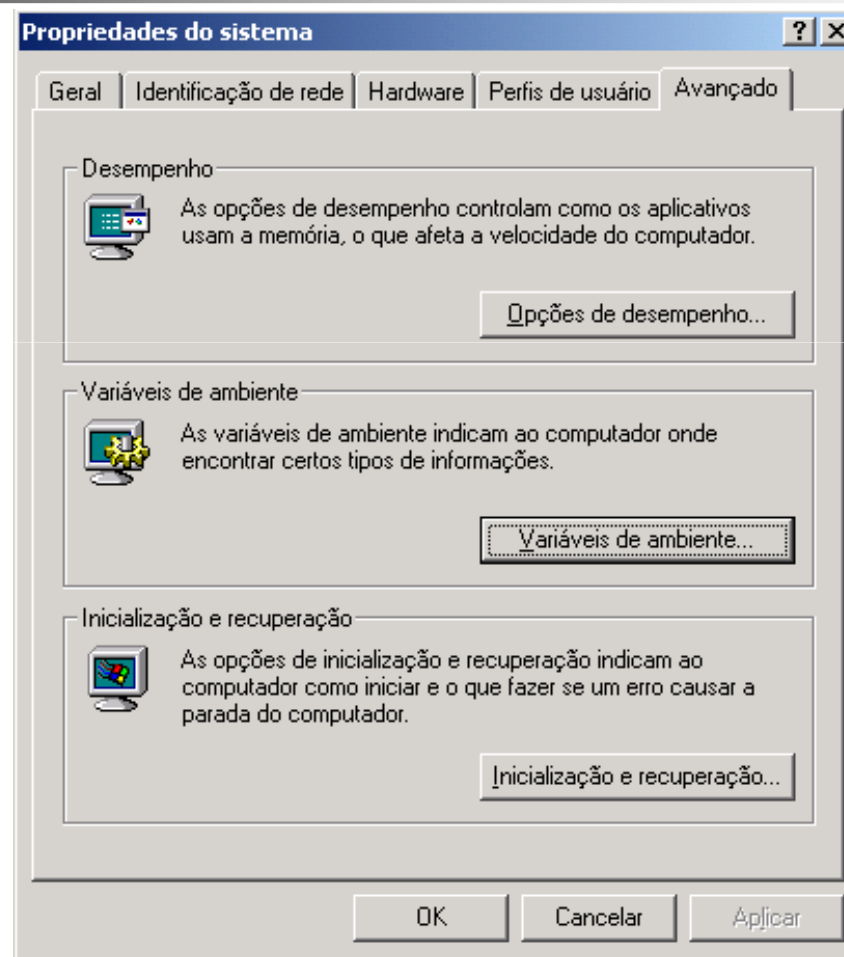 Propriedades do sistema
Geral
Identificação de rede
Hardware
Perfis de usuário
Avançado
Desempenho
As opções de desempenho controlam como os aplicativos
usam a memória, o que afeta a velocidade do computador.
Opções de desempenho...
Variáveis de ambiente
As variáveis de ambiente indicam ao computador onde
encontrar certos tipos de informações.
Variáveis de ambiente...
Inicialização e recuperação
As opções de inicialização e recuperação indicam ao
computador como iniciar e o que fazer se um erro causar a
parada do computador.
Inicialização e recuperação...
OK
Cancelar
Aplicar